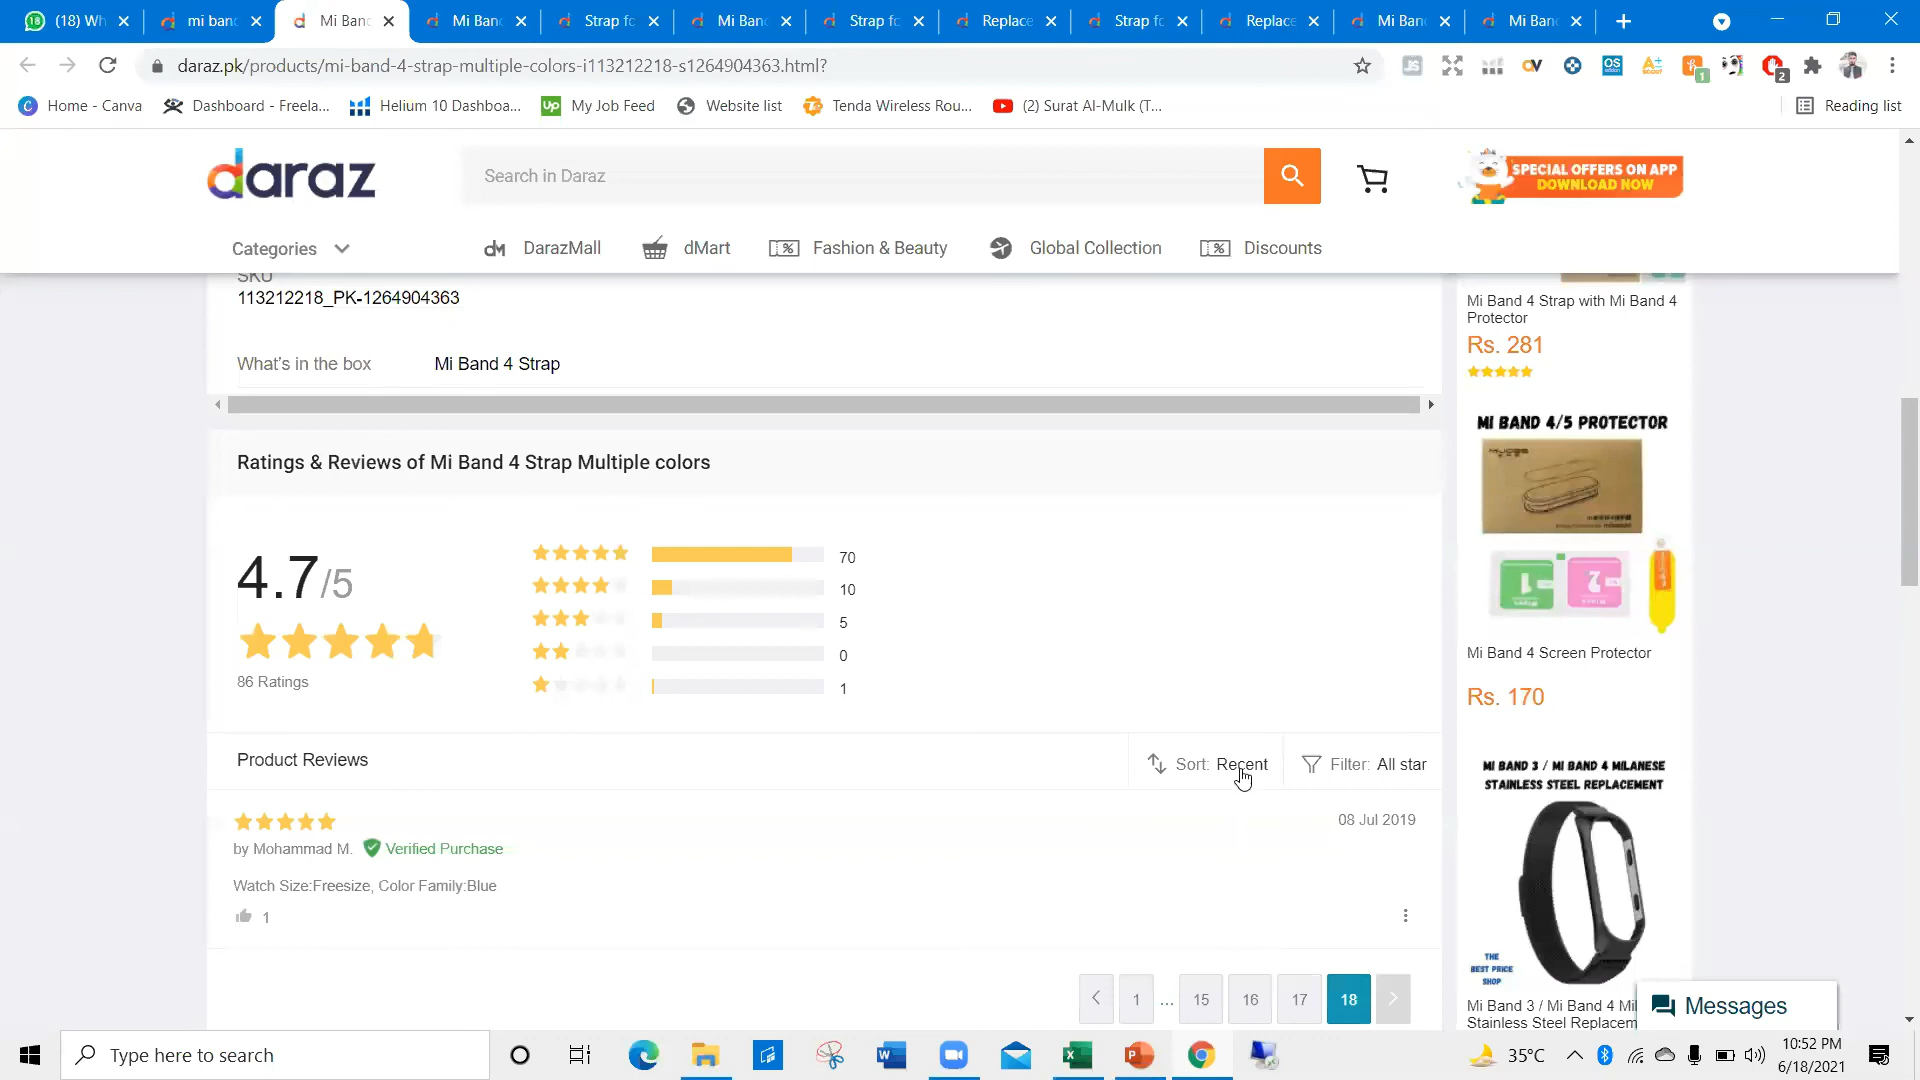 (18) Wh
mi banc
Mi Banc
Mi Banc
Strap fc
Mi Banc
Strap fc
Replace
Strap fc
Replace
Mi Banc
Mi Banc
daraz.pk/products/mi-band-4-strap-multiple-colors-i113212218-s1264904363.html?
Home - Canva
Dashboard - Freela...
Helium 10 Dashboa...
My Job Feed
Website list
Tenda Wireless Rou...
(2) Surat Al-Mulk (T...
Reading list
daraz
Search in Daraz
SPECIAL OFFERS ON APP
DOWNLOAD NOW
Categories
DarazMall
dMart
Fashion & Beauty
Global Collection
Discounts
SKU
113212218_PK-1264904363
What's in the box
Mi Band 4 Strap
Ratings & Reviews of Mi Band 4 Strap Multiple colors
4.7/5
86 Ratings
70
10
5
0
1
Product Reviews
Sort: Recent
Filter: All star
08 Jul 2019
by Mohammad M.
Verified Purchase
Watch Size:Freesize, Color Family:Blue
1
1 ... 15 16 17 18
Mi Band 4 Strap with Mi Band 4
Protector
Rs. 281
MI BAND 4/5 PROTECTOR
Mi Band 4 Screen Protector
Rs. 170
MI BAND 3 / MI BAND 4 MILANESE
STAINLESS STEEL REPLACEMENT
THE
BEST PRICE
SHOP
Mi Band 3 / Mi Band 4 Mil
Stainless Steel Replacem
Messages
Type here to search
35°C
10:52 PM
6/18/2021